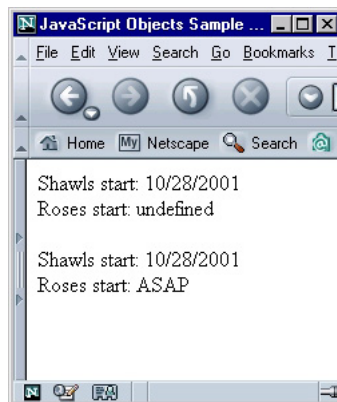 JavaScript Objects Sample ...
File Edit View Search Go Bookmarks T
Home My Netscape Search
Shawls start: 10/28/2001
Roses start: undefined
Shawls start: 10/28/2001
Roses start: ASAP